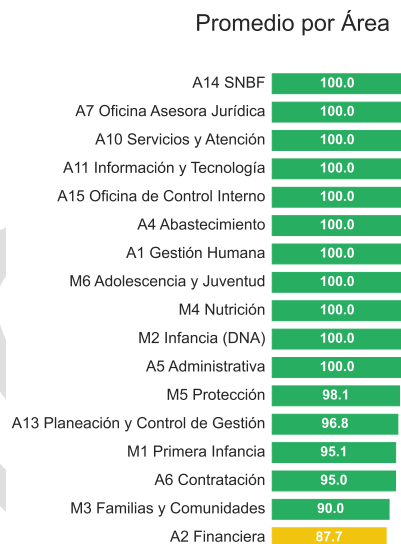 Promedio por Área
A14 SNBF 100.0
A7 Oficina Asesora Jurídica 100.0
A10 Servicios y Atención 100.0
A11 Información y Tecnología 100.0
A15 Oficina de Control Interno 100.0
A4 Abastecimiento 100.0
A1 Gestión Humana 100.0
M6 Adolescencia y Juventud 100.0
M4 Nutrición 100.0
M2 Infancia (DNA) 100.0
A5 Administrativa 100.0
M5 Protección 98.1
A13 Planeación y Control de Gestión 96.8
M1 Primera Infancia 95.1
A6 Contratación 95.0
M3 Familias y Comunidades 90.0
A2 Financiera 87.7